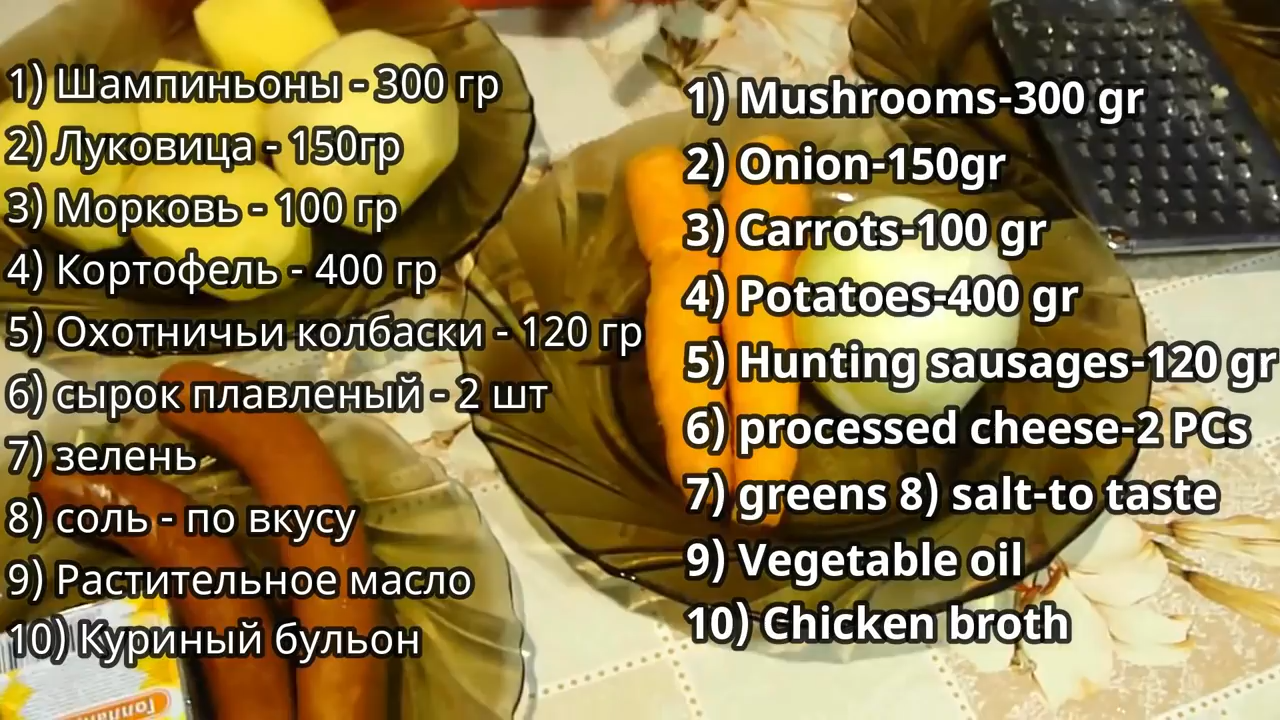 1) Шампиньоны - 300 гр
2) Луковица - 150гр
3) Морковь - 100 гр
4) Кортофель - 400 гр
5) Охотничьи колбаски - 120 гр
6) сырок плавленый - 2 шт
7) зелень
8) соль - по вкусу
9) Растительное масло
10) Куриный бульон
1) Mushrooms-300 gr
2) Onion-150gr
3) Carrots-100 gr
4) Potatoes-400 gr
5) Hunting sausages-120 gr
6) processed cheese-2 PCs
7) greens 8) salt-to taste
9) Vegetable oil
10) Chicken broth